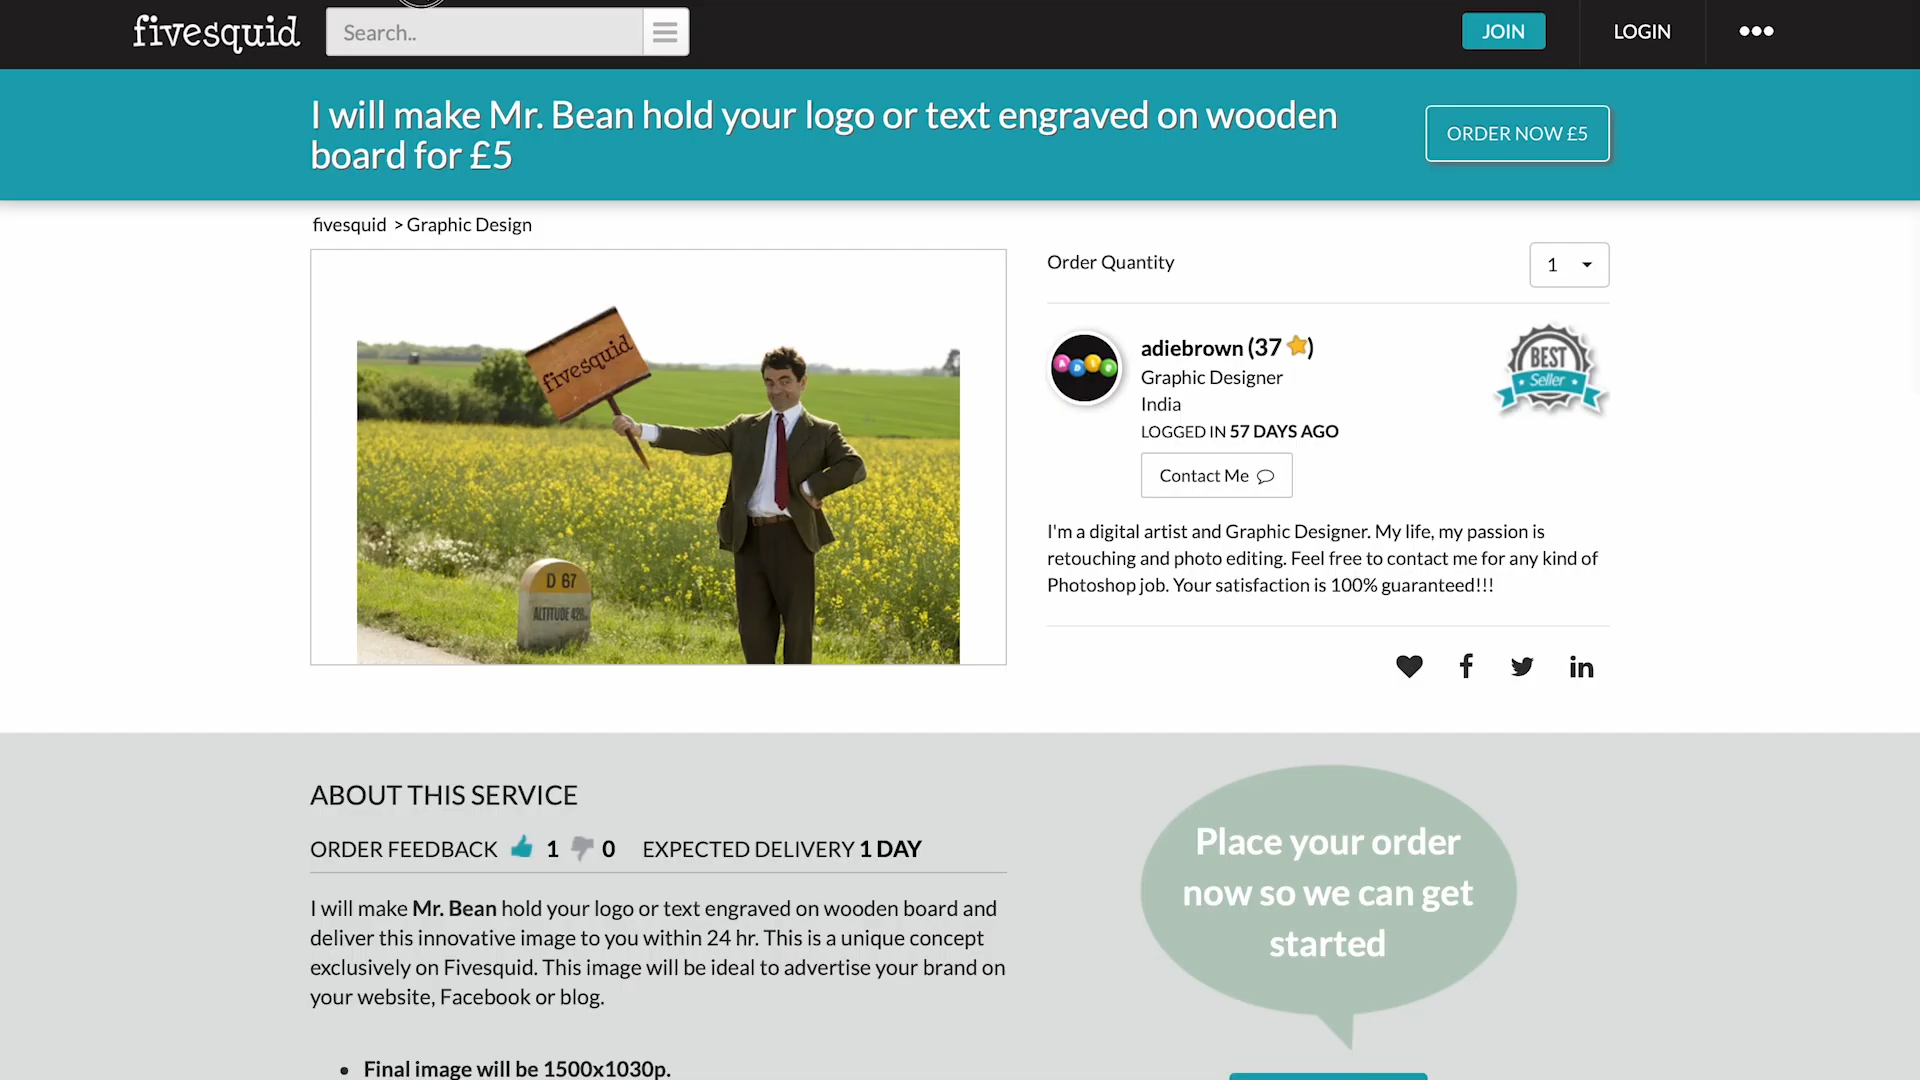 fivesquid
Search..
JOIN
LOGIN
I will make Mr. Bean hold your logo or text engraved on wooden
board for £5
ORDER NOW £5
fivesquid > Graphic Design
fivesquid
D 67
ALTITUDE 428m
Order Quantity
1
adiebrown (37 )
Graphic Designer
India
LOGGED IN 57 DAYS AGO
Contact Me
ADIE
BEST
Seller
I'm a digital artist and Graphic Designer. My life, my passion is
retouching and photo editing. Feel free to contact me for any kind of
Photoshop job. Your satisfaction is 100% guaranteed!!!
ABOUT THIS SERVICE
ORDER FEEDBACK 1 0 EXPECTED DELIVERY 1 DAY
I will make Mr. Bean hold your logo or text engraved on wooden board and
deliver this innovative image to you within 24 hr. This is a unique concept
exclusively on Fivesquid. This image will be ideal to advertise your brand on
your website, Facebook or blog.
• Final image will be 1500x1030p.
Place your order
now so we can get
started